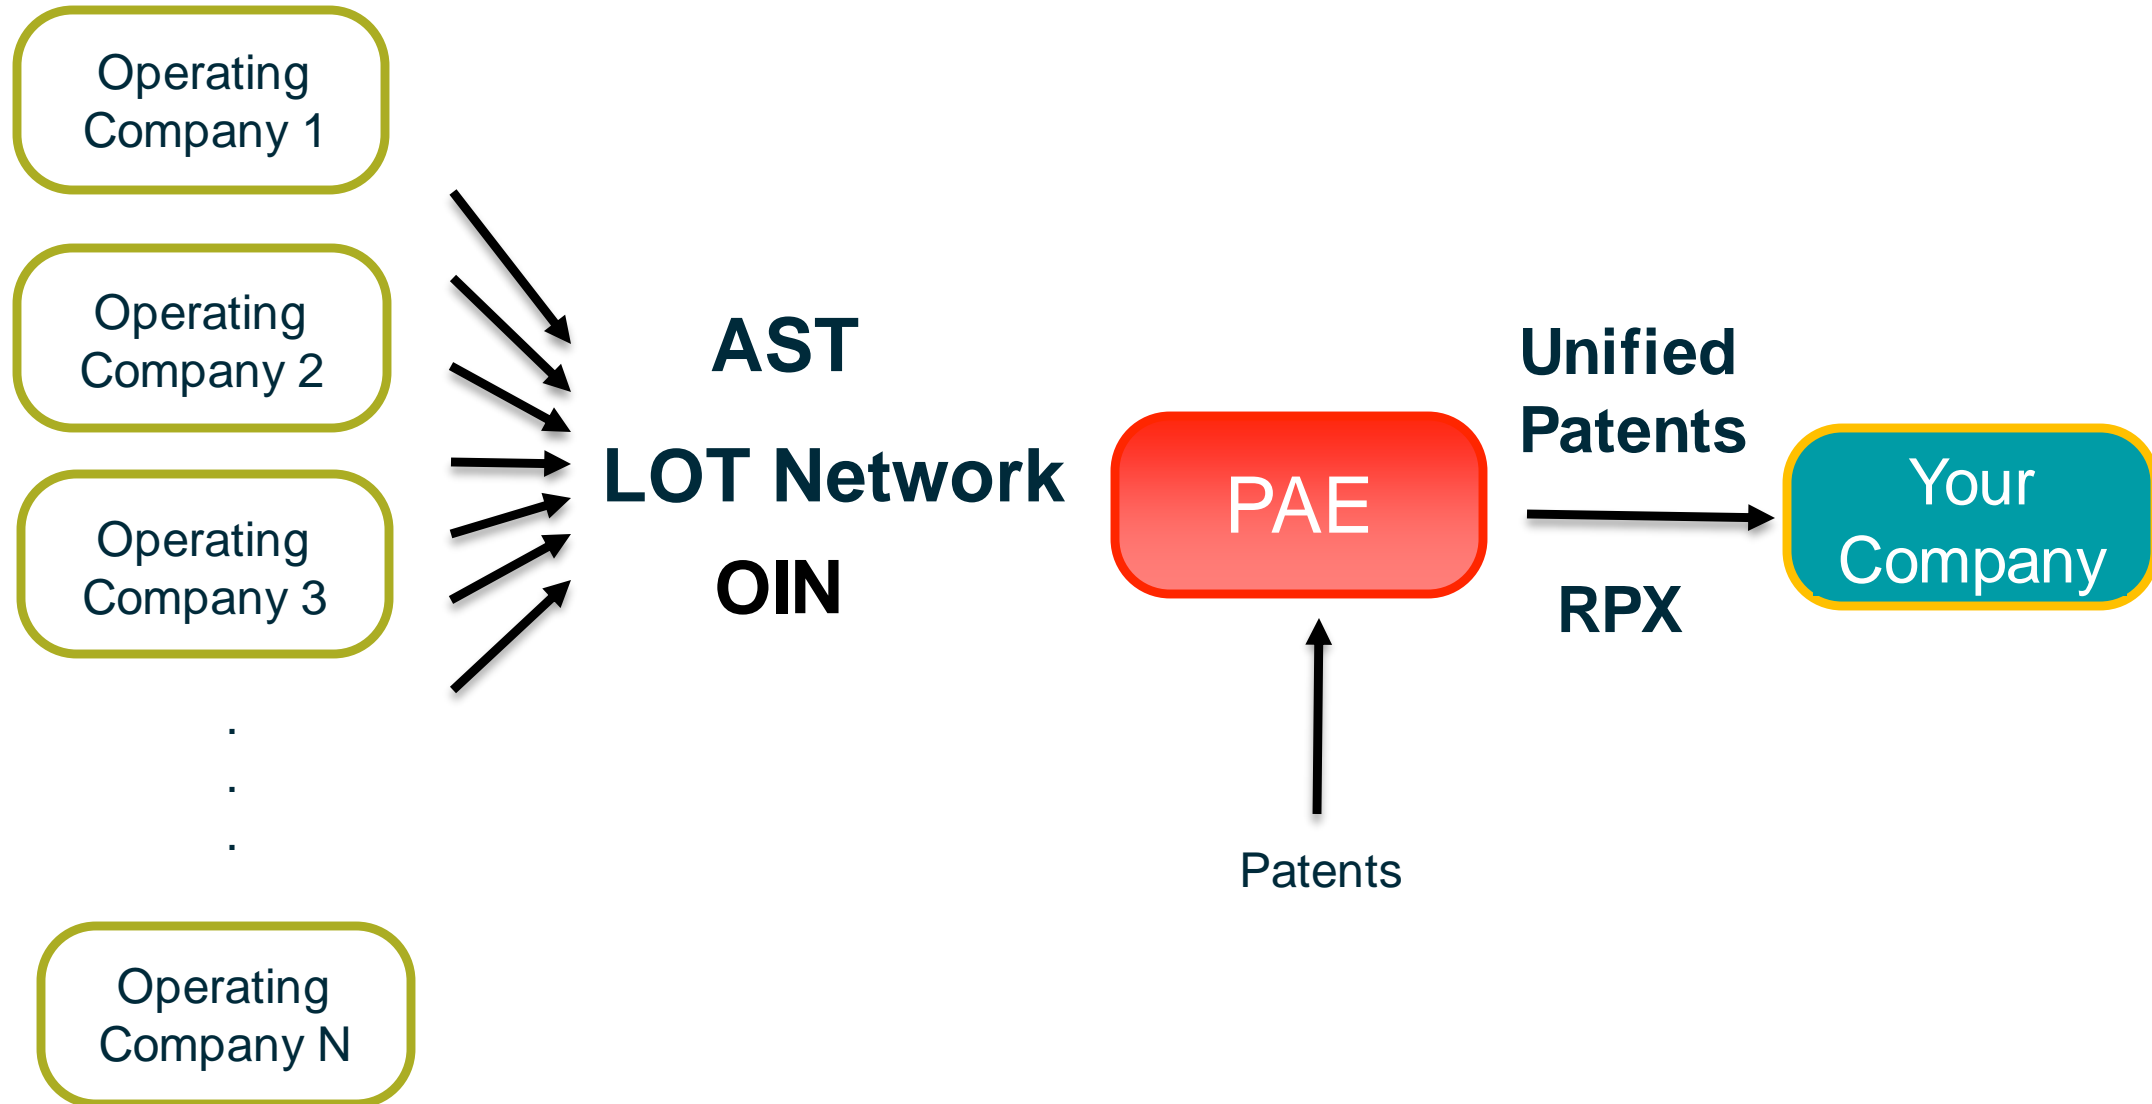 Operating
Company 1
Operating
Company 2
Operating
Company 3
.
.
.
Operating
Company N
AST
LOT Network
OIN
PAE
Patents
Unified
Patents
RPX
Your
Company